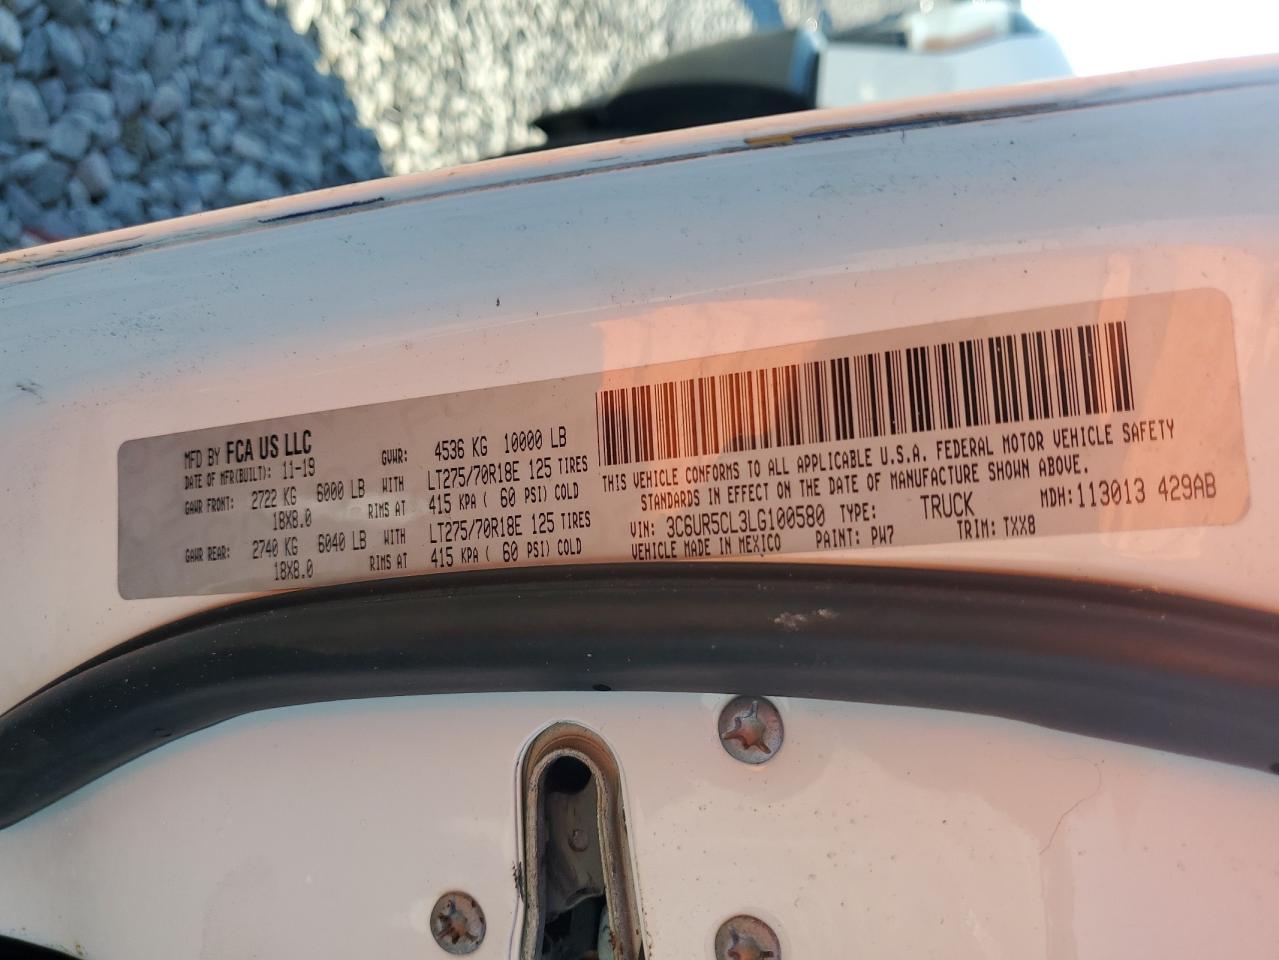 MFD BY FCA US LLC
DATE OF MFR(BUILT): 11-19 GVWR: 4536 KG 10000 LB
GAWR FRONT: 2722 KG 6000 LB WITH LT275/70R18E 125 TIRES
18X8.0 RIMS AT 415 KPA ( 60 PSI) COLD
GAWR REAR: 2740 KG 6040 LB WITH LT275/70R18E 125 TIRES
18X8.0 RIMS AT 415 KPA ( 60 PSI) COLD
THIS VEHICLE CONFORMS TO ALL APPLICABLE U.S.A. FEDERAL MOTOR VEHICLE SAFETY
STANDARDS IN EFFECT ON THE DATE OF MANUFACTURE SHOWN ABOVE.
VIN: 3C6UR5CL3LG100580 TYPE: TRUCK MDH:113013 429AB
VEHICLE MADE IN MEXICO PAINT: PW7 TRIM: TXX8